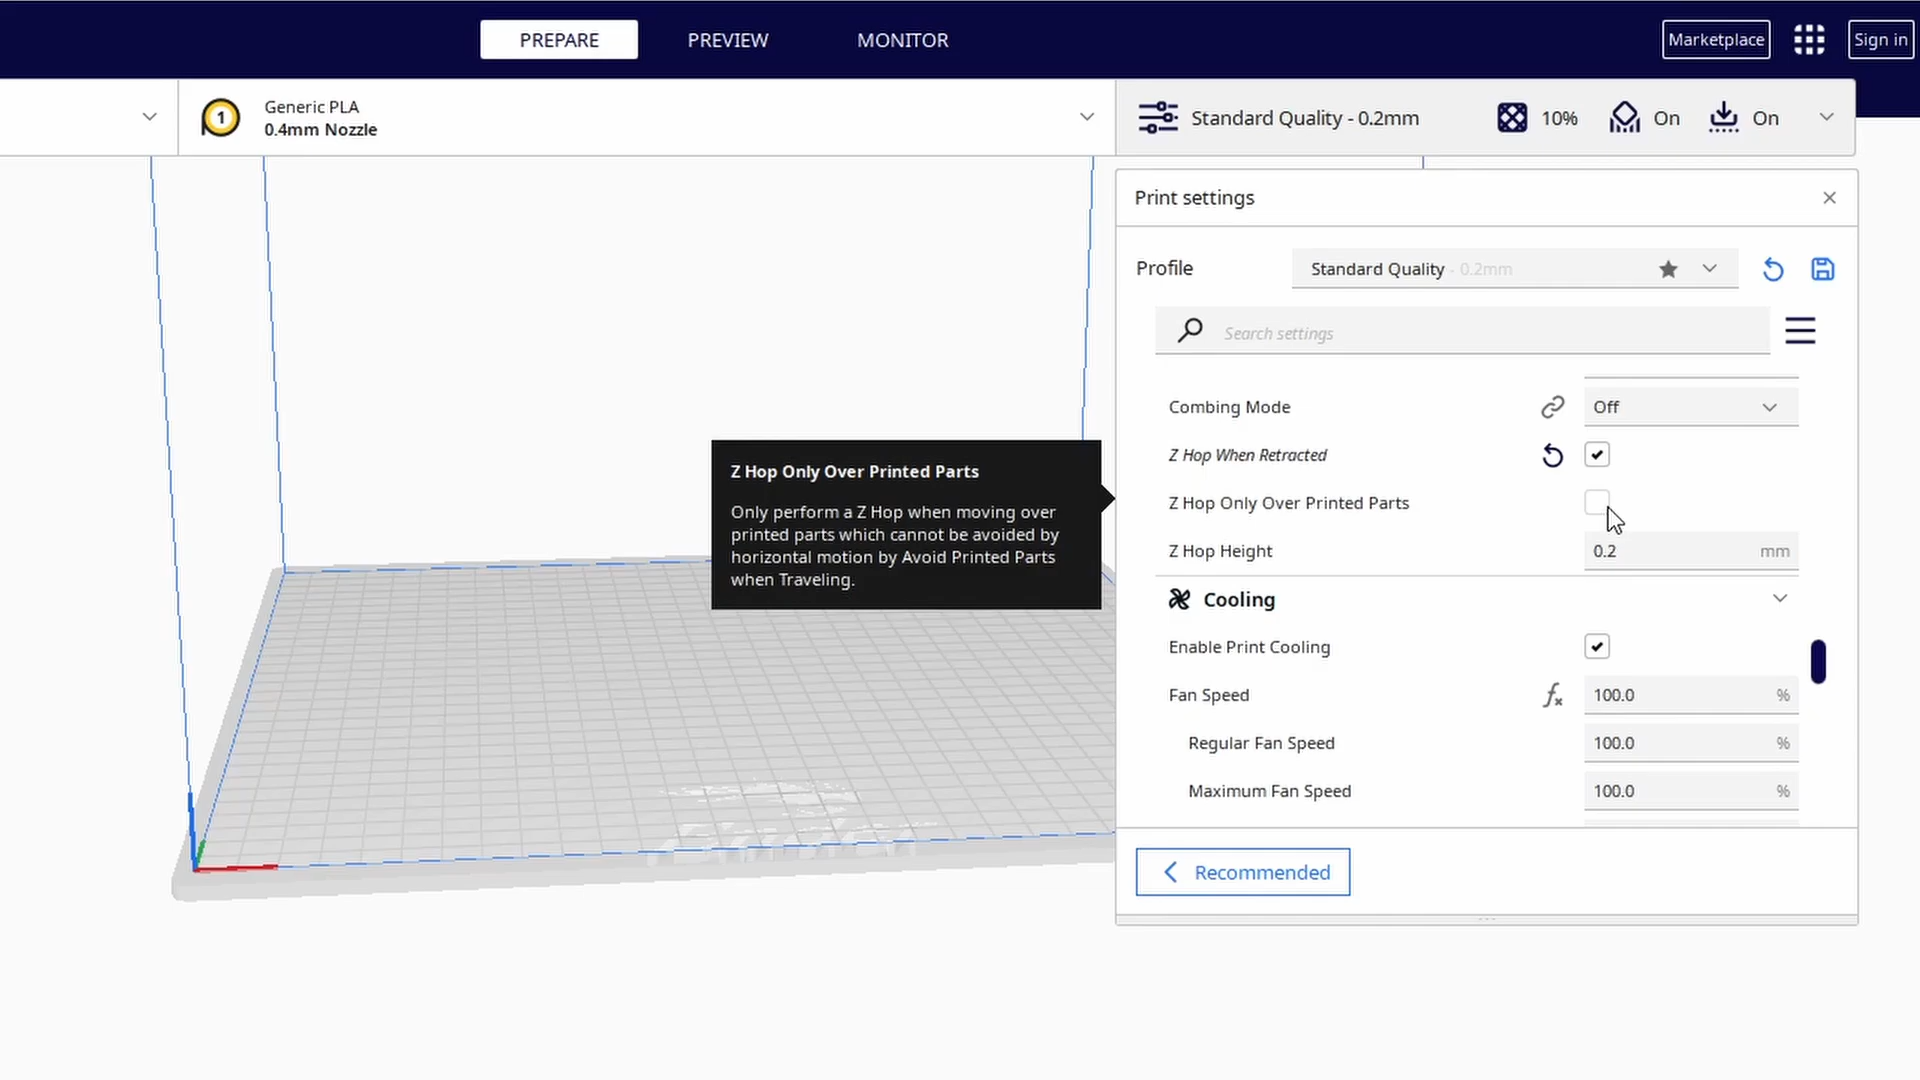 PREPARE
PREVIEW
MONITOR
Marketplace
Sign in
1
Generic PLA
0.4mm Nozzle
Standard Quality - 0.2mm
10%
On
On
Print settings
Profile
Standard Quality - 0.2mm
Search settings
Combing Mode
Off
Z Hop When Retracted
Z Hop Only Over Printed Parts
Z Hop Height
0.2 mm
Z Hop Only Over Printed Parts
Only perform a Z Hop when moving over
printed parts which cannot be avoided by
horizontal motion by Avoid Printed Parts
when Traveling.
Cooling
Enable Print Cooling
Fan Speed
100.0 %
Regular Fan Speed
100.0 %
Maximum Fan Speed
100.0 %
Recommended